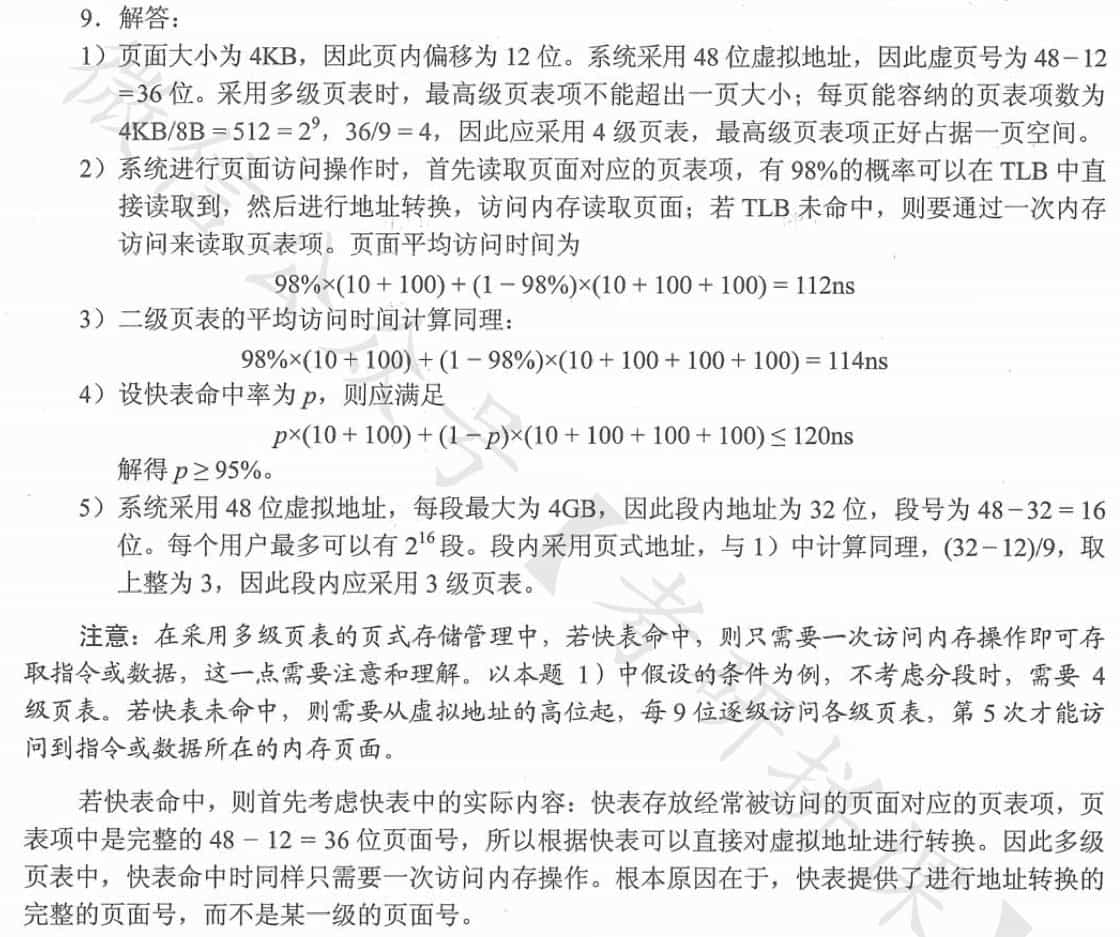 9．解答：
1）页面大小为 4KB，因此页内偏移为 12 位。系统采用 48 位虚拟地址，因此虚页号为 48－12
=36 位。采用多级页表时，最高级页表项不能超出一页大小；每页能容纳的页表项数为
4KB/8B = 512 = 2⁹，36/9 = 4，因此应采用 4 级页表，最高级页表项正好占据一页空间。
2）系统进行页面访问操作时，首先读取页面对应的页表项，有 98%的概率可以在 TLB 中直
接读取到，然后进行地址转换，访问内存读取页面；若 TLB 未命中，则要通过一次内存
访问来读取页表项。页面平均访问时间为
98%×(10 + 100) + (1 − 98%)×(10 + 100 + 100) = 112ns
3）二级页表的平均访问时间计算同理：
98%×(10 + 100) + (1 − 98%)×(10 + 100 + 100 + 100) = 114ns
4）设快表命中率为 p，则应满足
p×(10 + 100) + (1 − p)×(10 + 100 + 100 + 100) ≤ 120ns
解得 p ≥ 95%。
5）系统采用 48 位虚拟地址，每段最大为 4GB，因此段内地址为 32 位，段号为 48－32 = 16
位。每个用户最多可以有 2¹⁶ 段。段内采用页式地址，与 1）中计算同理，(32－12)/9，取
上整为 3，因此段内应采用 3 级页表。
注意：在采用多级页表的页式存储管理中，若快表命中，则只需要一次访问内存操作即可存
取指令或数据，这一点需要注意和理解。以本题 1）中假设的条件为例，不考虑分段时，需要 4
级页表。若快表未命中，则需要从虚拟地址的高位起，每 9 位逐级访问各级页表，第 5 次才能访
问到指令或数据所在的内存页面。
若快表命中，则首先考虑快表中的实际内容：快表存放经常被访问的页面对应的页表项，页
表项中是完整的 48 － 12 = 36 位页面号，所以根据快表可以直接对虚拟地址进行转换。因此多级
页表中，快表命中时同样只需要一次访问内存操作。根本原因在于，快表提供了进行地址转换的
完整的页面号，而不是某一级的页面号。
微信公众号【考研拼课】